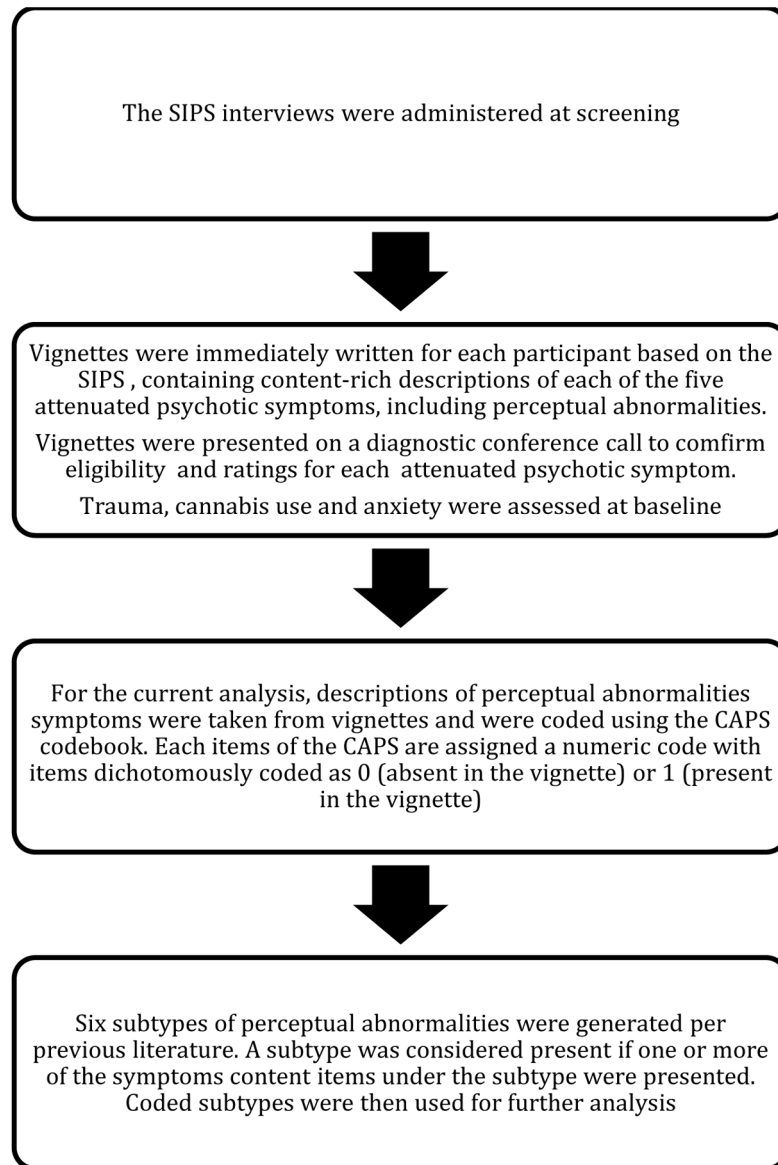 The SIPS interviews were administered at screening
Vignettes were immediately written for each participant based on the
SIPS , containing content-rich descriptions of each of the five
attenuated psychotic symptoms, including perceptual abnormalities.
Vignettes were presented on a diagnostic conference call to comfirm
eligibility and ratings for each attenuated psychotic symptom.
Trauma, cannabis use and anxiety were assessed at baseline
For the current analysis, descriptions of perceptual abnormalities
symptoms were taken from vignettes and were coded using the CAPS
codebook. Each items of the CAPS are assigned a numeric code with
items dichotomously coded as 0 (absent in the vignette) or 1 (present
in the vignette)
Six subtypes of perceptual abnormalities were generated per
previous literature. A subtype was considered present if one or more
of the symptoms content items under the subtype were presented.
Coded subtypes were then used for further analysis